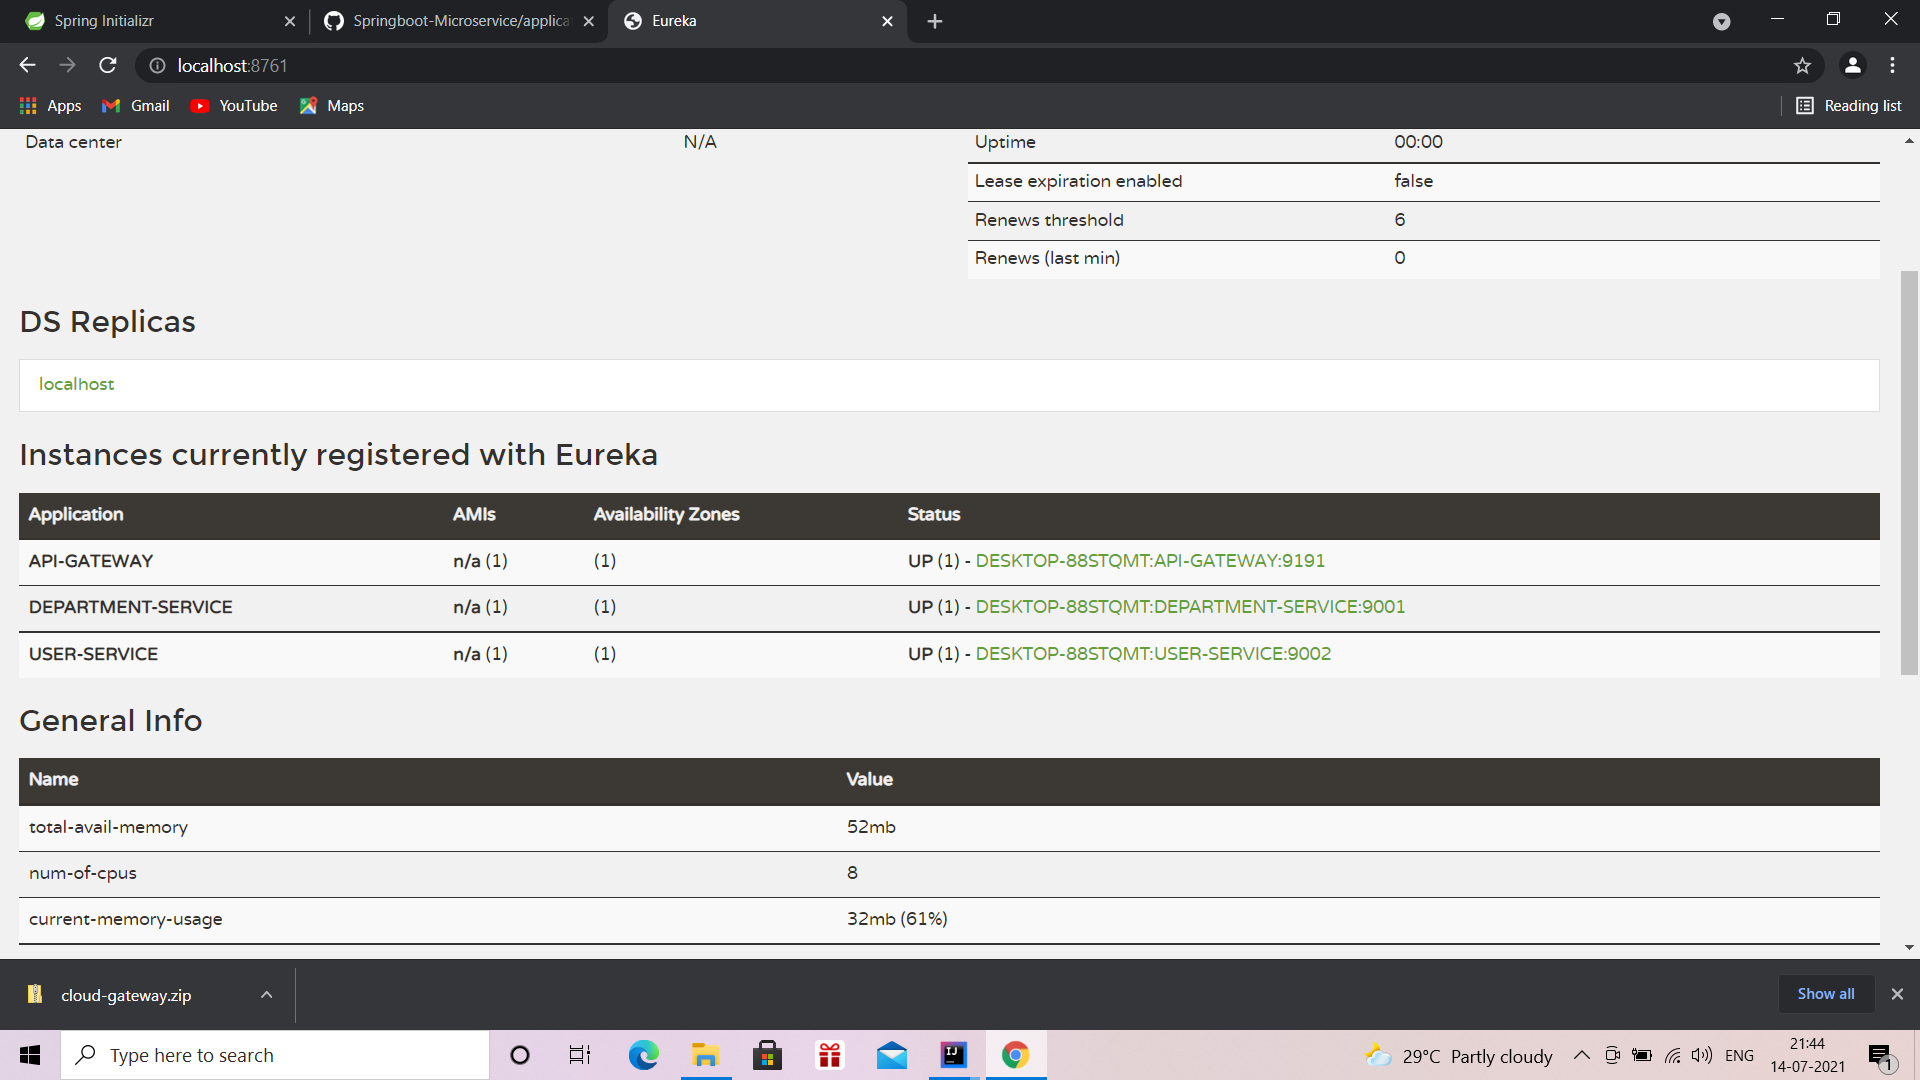 Spring Initializr
Springboot-Microservice/applica
Eureka
localhost:8761
Apps
Gmail
YouTube
Maps
Reading list
Data center N/A
Uptime 00:00
Lease expiration enabled false
Renews threshold 6
Renews (last min) 0
DS Replicas
localhost
Instances currently registered with Eureka
Application AMIs Availability Zones Status
API-GATEWAY n/a (1) (1) UP (1) - DESKTOP-88STQMT:API-GATEWAY:9191
DEPARTMENT-SERVICE n/a (1) (1) UP (1) - DESKTOP-88STQMT:DEPARTMENT-SERVICE:9001
USER-SERVICE n/a (1) (1) UP (1) - DESKTOP-88STQMT:USER-SERVICE:9002
General Info
Name Value
total-avail-memory 52mb
num-of-cpus 8
current-memory-usage 32mb (61%)
cloud-gateway.zip
Show all
Type here to search
IJ
29°C Partly cloudy
ENG
21:44
14-07-2021
1